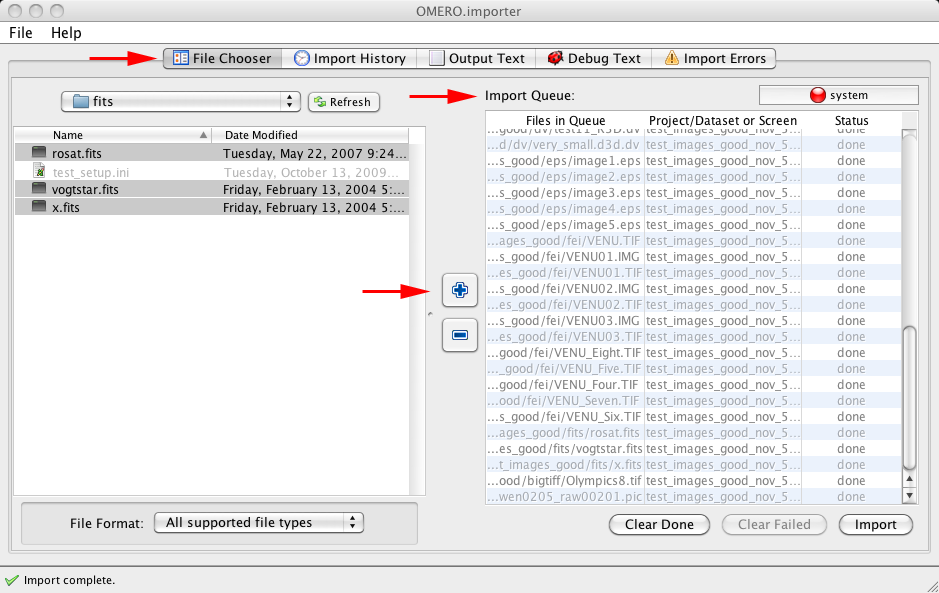 OMERO.importer
File Help
File Chooser Import History Output Text Debug Text Import Errors
fits Refresh
Name Date Modified
rosat.fits Tuesday, May 22, 2007 9:24...
test_setup.ini Tuesday, October 13, 2009...
vogtstar.fits Friday, February 13, 2004 5:...
x.fits Friday, February 13, 2004 5:...
File Format: All supported file types
Import Queue: system
Files in Queue Project/Dataset or Screen Status
...good/dv/test11_R3D.dv test_images_good_nov_5... done
...d/dv/very_small.d3d.dv test_images_good_nov_5... done
...s_good/eps/image1.eps test_images_good_nov_5... done
...s_good/eps/image2.eps test_images_good_nov_5... done
...s_good/eps/image3.eps test_images_good_nov_5... done
...s_good/eps/image4.eps test_images_good_nov_5... done
...s_good/eps/image5.eps test_images_good_nov_5... done
...ages_good/fei/VENU.TIF test_images_good_nov_5... done
...s_good/fei/VENU01.IMG test_images_good_nov_5... done
...es_good/fei/VENU01.TIF test_images_good_nov_5... done
...s_good/fei/VENU02.IMG test_images_good_nov_5... done
...es_good/fei/VENU02.TIF test_images_good_nov_5... done
...s_good/fei/VENU03.IMG test_images_good_nov_5... done
...es_good/fei/VENU03.TIF test_images_good_nov_5... done
...good/fei/VENU_Eight.TIF test_images_good_nov_5... done
..._good/fei/VENU_Five.TIF test_images_good_nov_5... done
...good/fei/VENU_Four.TIF test_images_good_nov_5... done
...ood/fei/VENU_Seven.TIF test_images_good_nov_5... done
...s_good/fei/VENU_Six.TIF test_images_good_nov_5... done
...ages_good/fits/rosat.fits test_images_good_nov_5... done
...es_good/fits/vogtstar.fits test_images_good_nov_5... done
...t_images_good/fits/x.fits test_images_good_nov_5... done
...ood/bigtiff/Olympics8.tif test_images_good_nov_5... done
...wen0205_raw00201.pic test_images_good_nov_5... done
Clear Done Clear Failed Import
Import complete.